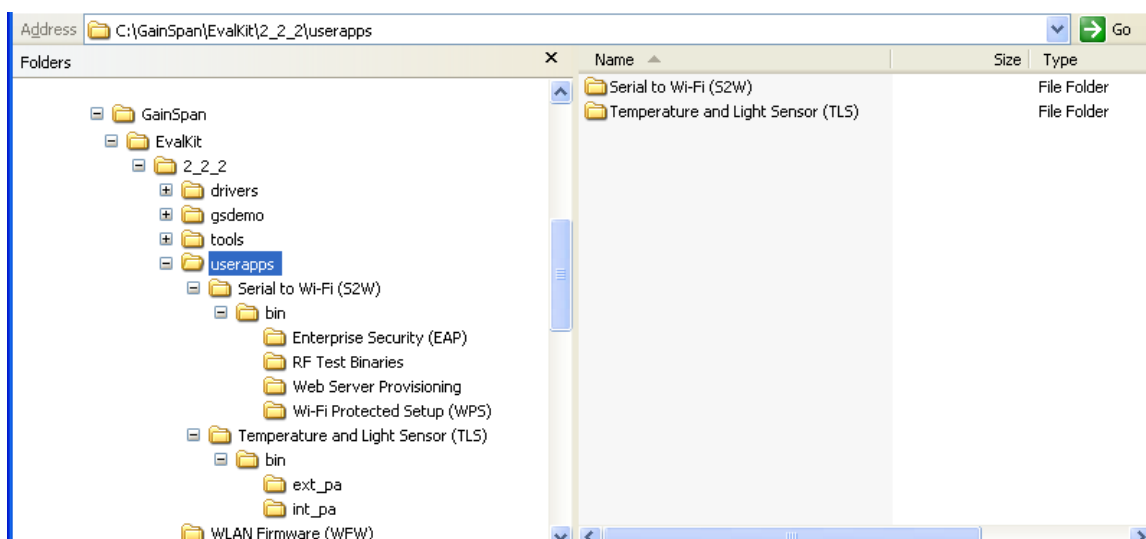 Address C:\GainSpan\EvalKit\2_2_2\userapps Go
Folders × Name Size Type
Serial to Wi-Fi (S2W) File Folder
Temperature and Light Sensor (TLS) File Folder
GainSpan
EvalKit
2_2_2
drivers
gsdemo
tools
userapps
Serial to Wi-Fi (S2W)
bin
Enterprise Security (EAP)
RF Test Binaries
Web Server Provisioning
Wi-Fi Protected Setup (WPS)
Temperature and Light Sensor (TLS)
bin
ext_pa
int_pa
WLAN Firmware (WFW)